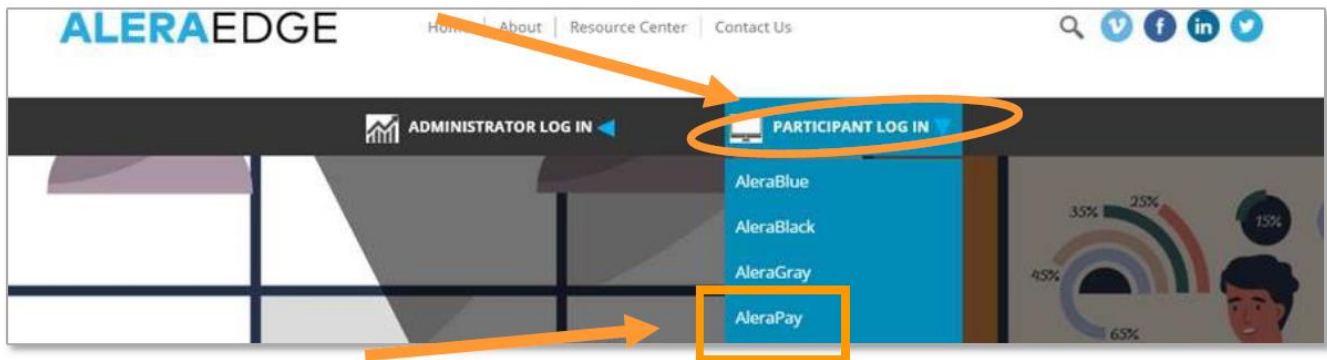 ALERAEDGE
Home | About | Resource Center | Contact Us
ADMINISTRATOR LOG IN
PARTICIPANT LOG IN
AleraBlue
AleraBlack
AleraGray
AleraPay
35%
25%
15%
45%
65%